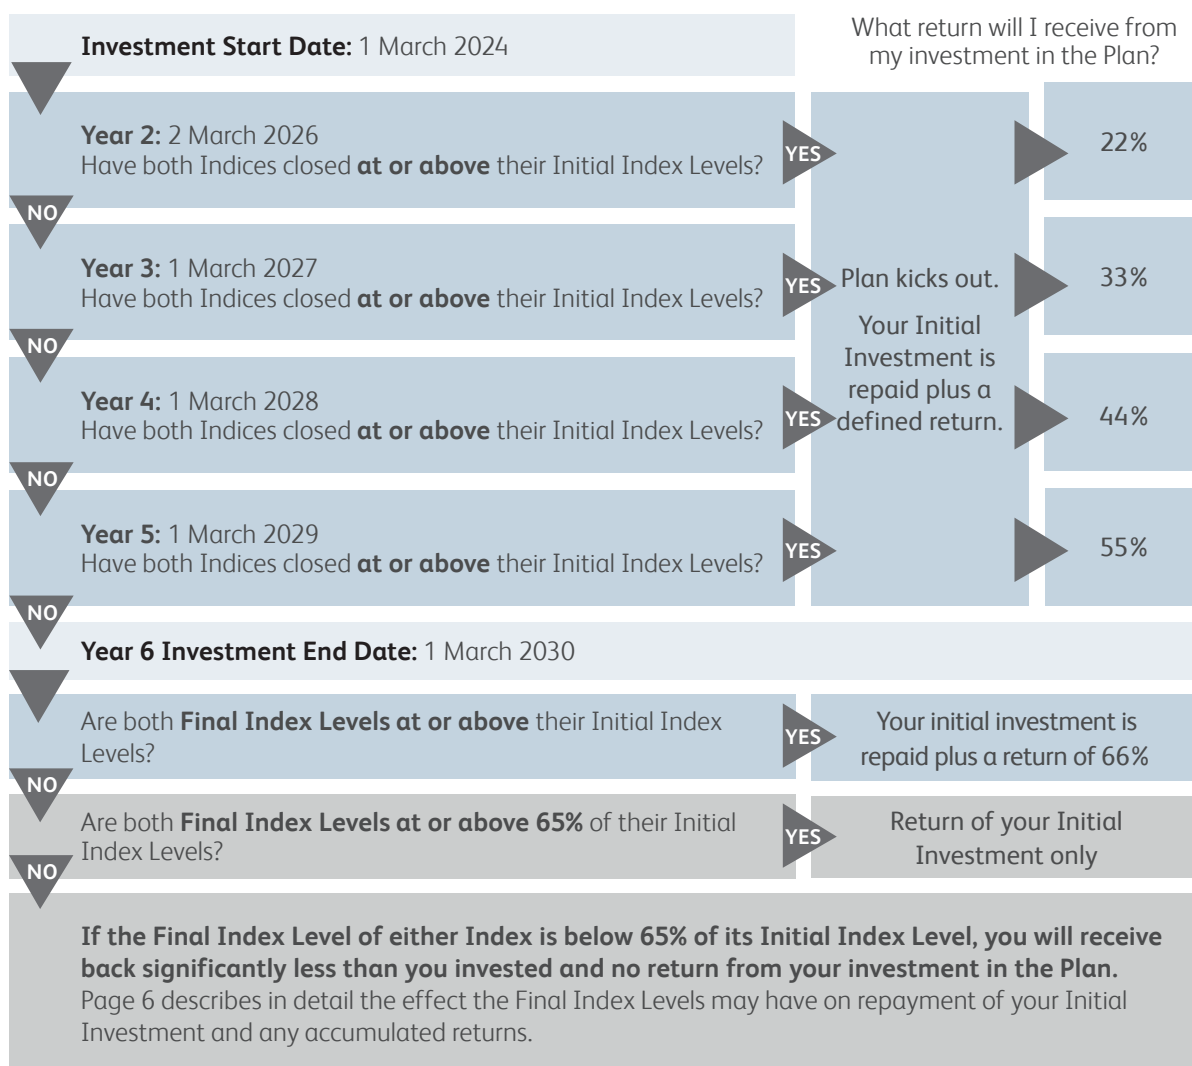 What return will I receive from
my investment in the Plan?
Investment Start Date: 1 March 2024
Year 2: 2 March 2026
Have both Indices closed at or above their Initial Index Levels?
YES
22%
NO
Year 3: 1 March 2027
Have both Indices closed at or above their Initial Index Levels?
YES
Plan kicks out.
Your Initial
Investment is
repaid plus a
defined return.
33%
NO
Year 4: 1 March 2028
Have both Indices closed at or above their Initial Index Levels?
YES
44%
NO
Year 5: 1 March 2029
Have both Indices closed at or above their Initial Index Levels?
YES
55%
NO
Year 6 Investment End Date: 1 March 2030
Are both Final Index Levels at or above their Initial Index
Levels?
YES
Your initial investment is
repaid plus a return of 66%
NO
Are both Final Index Levels at or above 65% of their Initial
Index Levels?
YES
Return of your Initial
Investment only
NO
If the Final Index Level of either Index is below 65% of its Initial Index Level, you will receive
back significantly less than you invested and no return from your investment in the Plan.
Page 6 describes in detail the effect the Final Index Levels may have on repayment of your Initial
Investment and any accumulated returns.